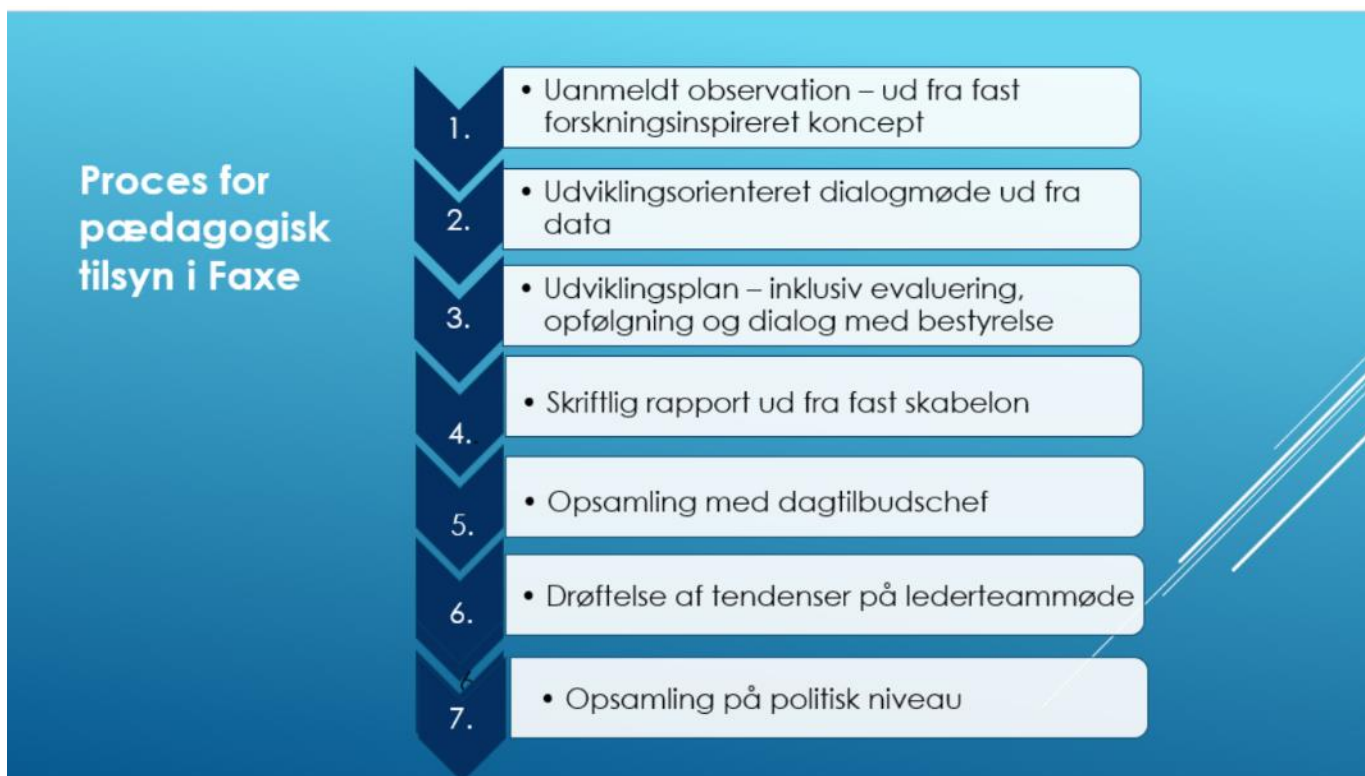 Proces for
pædagogisk
tilsyn i Faxe
1.
• Uanmeldt observation – ud fra fast
forskningsinspireret koncept
2.
• Udviklingsorienteret dialogmøde ud fra
data
3.
• Udviklingsplan – inklusiv evaluering,
opfølgning og dialog med bestyrelse
4.
• Skriftlig rapport ud fra fast skabelon
5.
• Opsamling med dagtilbudschef
6.
• Drøftelse af tendenser på lederteammøde
6
7.
• Opsamling på politisk niveau